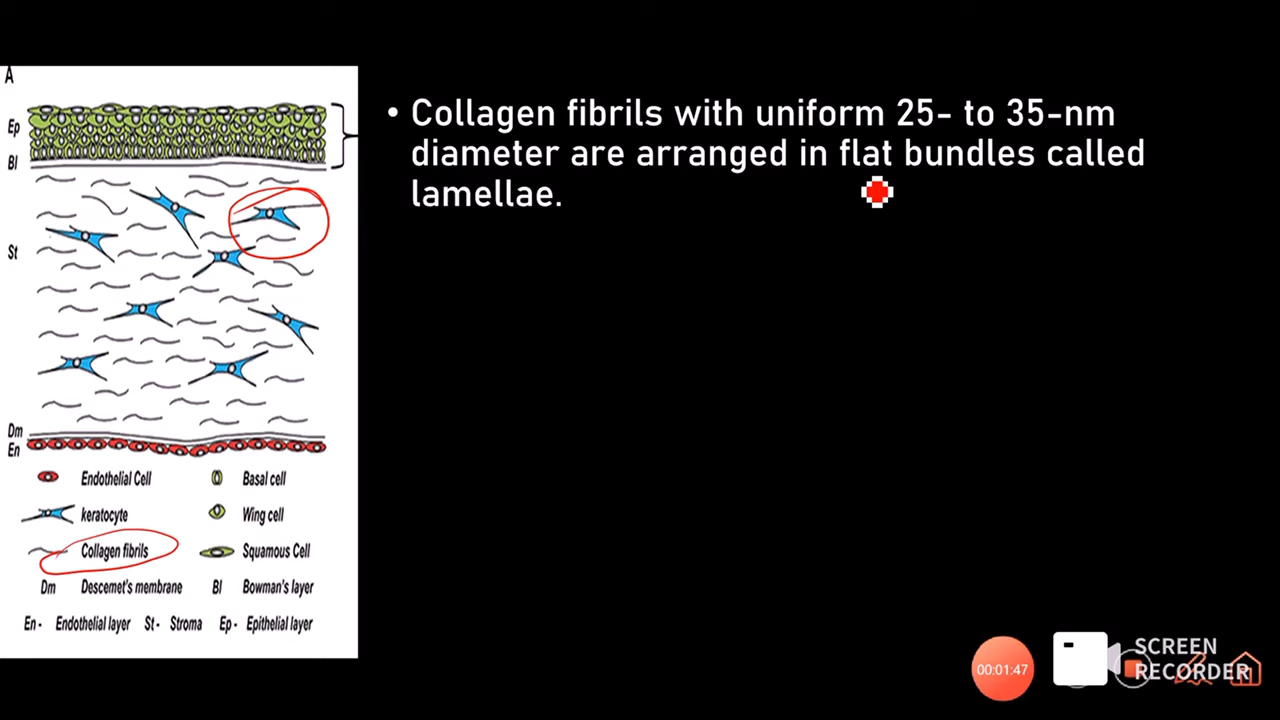 A
• Collagen fibrils with uniform 25- to 35-nm
diameter are arranged in flat bundles called
lamellae.
Ep
Bl
St
Dm
En
Endothelial Cell
Basal cell
keratocyte
Wing cell
Collagen fibrils
Squamous Cell
Dm Descemet's membrane
Bl Bowman's layer
En - Endothelial layer St - Stroma Ep - Epithelial layer
00:01:47
SCREEN
RECORDER